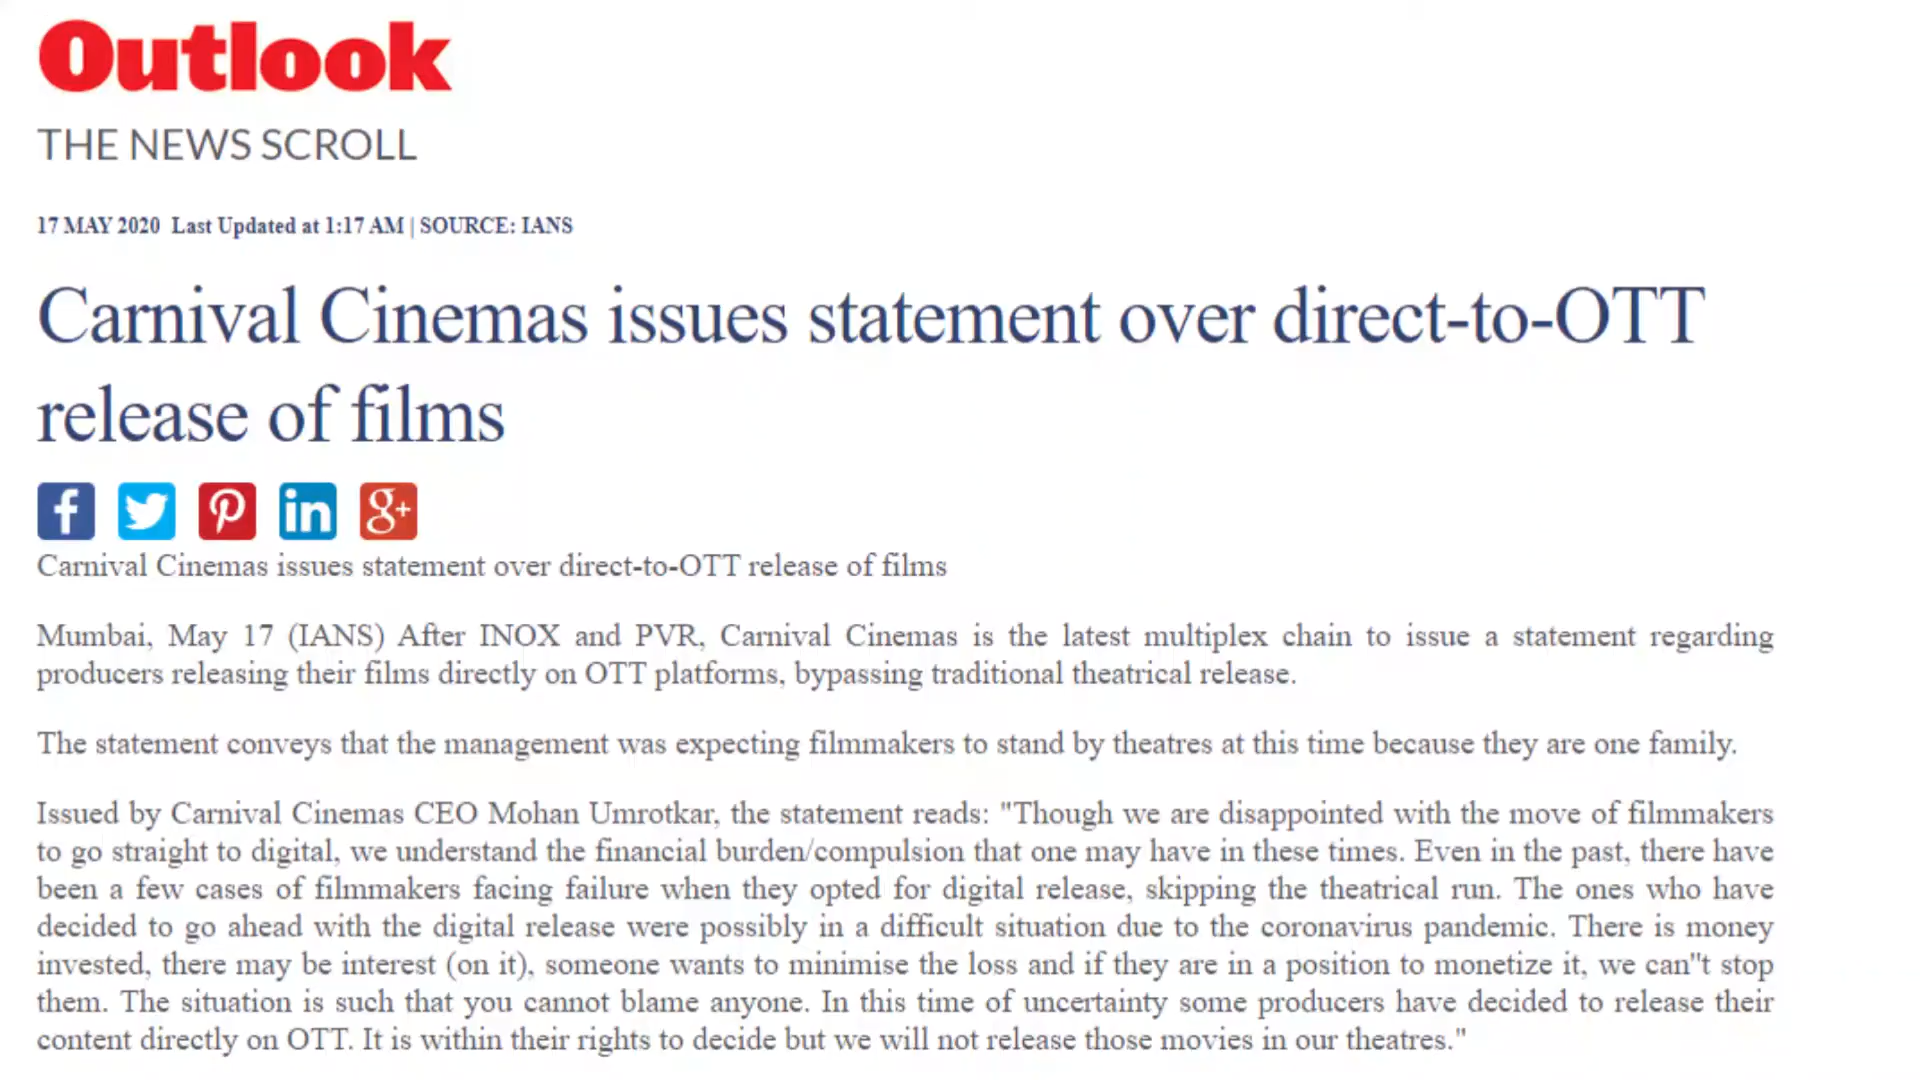 Outlook
THE NEWS SCROLL
17 MAY 2020 Last Updated at 1:17 AM | SOURCE: IANS
Carnival Cinemas issues statement over direct-to-OTT
release of films
Carnival Cinemas issues statement over direct-to-OTT release of films
Mumbai, May 17 (IANS) After INOX and PVR, Carnival Cinemas is the latest multiplex chain to issue a statement regarding
producers releasing their films directly on OTT platforms, bypassing traditional theatrical release.
The statement conveys that the management was expecting filmmakers to stand by theatres at this time because they are one family.
Issued by Carnival Cinemas CEO Mohan Umrotkar, the statement reads: "Though we are disappointed with the move of filmmakers
to go straight to digital, we understand the financial burden/compulsion that one may have in these times. Even in the past, there have
been a few cases of filmmakers facing failure when they opted for digital release, skipping the theatrical run. The ones who have
decided to go ahead with the digital release were possibly in a difficult situation due to the coronavirus pandemic. There is money
invested, there may be interest (on it), someone wants to minimise the loss and if they are in a position to monetize it, we can"t stop
them. The situation is such that you cannot blame anyone. In this time of uncertainty some producers have decided to release their
content directly on OTT. It is within their rights to decide but we will not release those movies in our theatres."